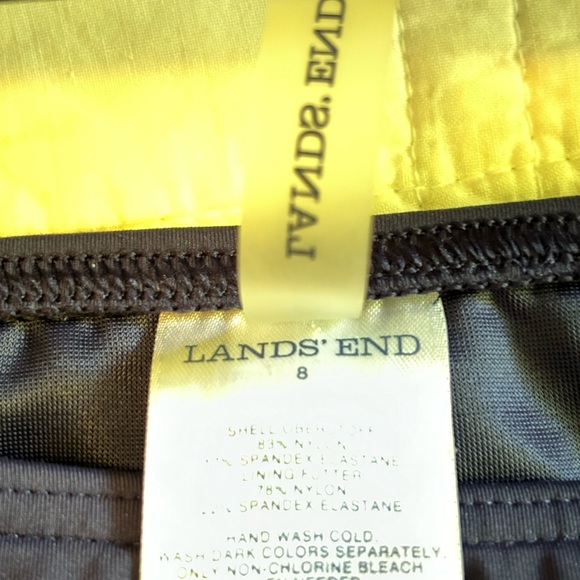 LANDS' END
LANDS' END
8
SHELL
83% NYLON
SPANDEX ELASTANE
LINING FUTTER
78% NYLON
SPANDEX ELASTANE
HAND WASH COLD.
WASH DARK COLORS SEPARATELY.
ONLY NON-CHLORINE BLEACH